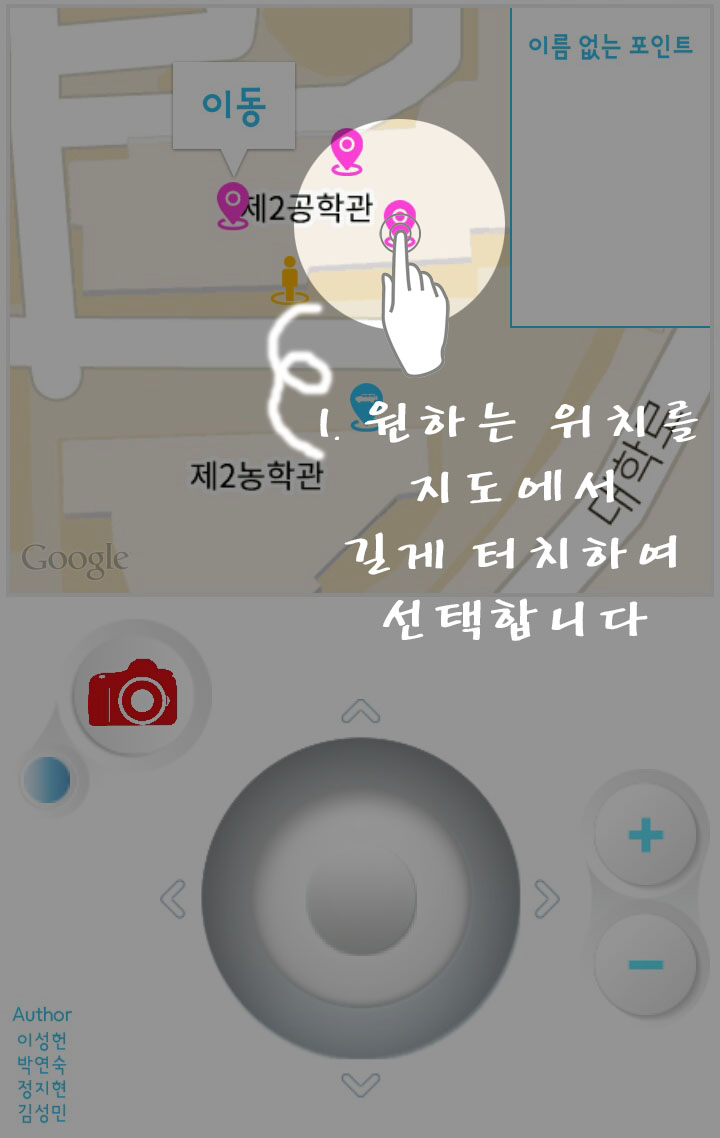 이름 없는 포인트
이동
제2공학관
1. 원하는 위치를
지도에서
길게 터치하여
선택합니다
제2농학관
대학로
Google
Author
이성헌
박연숙
정지현
김성민